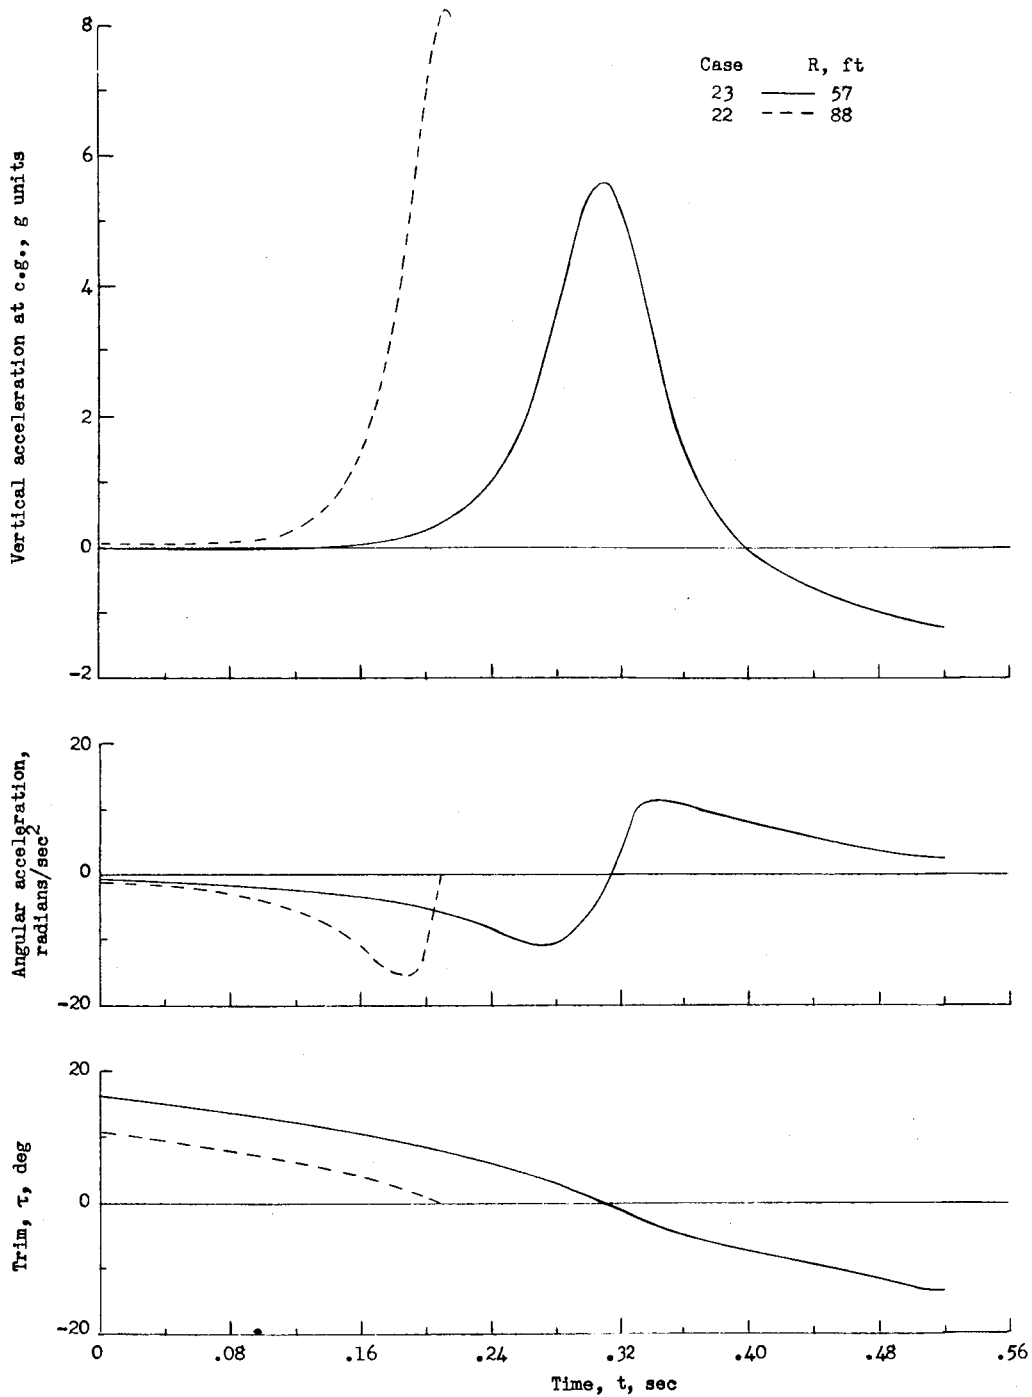 Case R, ft
23 57
22 88
Vertical acceleration at c.g., g units
8
6
4
2
0
-2
Angular acceleration,
radians/sec2
20
0
-20
Trim, τ, deg
20
0
-20
0 .08 .16 .24 .32 .40 .48 .56
Time, t, sec